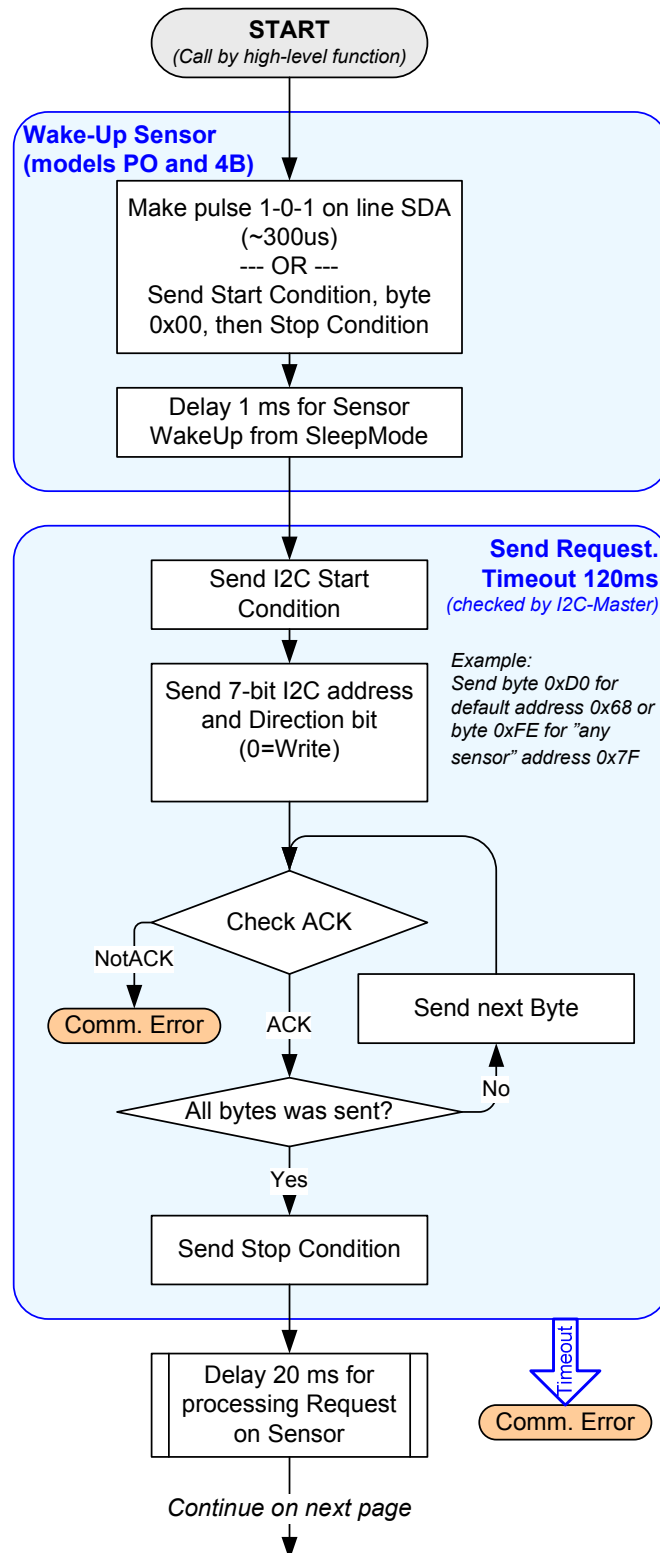 START
(Call by high-level function)
Wake-Up Sensor
(models PO and 4B)
Make pulse 1-0-1 on line SDA
(~300us)
--- OR ---
Send Start Condition, byte
0x00, then Stop Condition
Delay 1 ms for Sensor
WakeUp from SleepMode
Send Request.
Timeout 120ms
(checked by I2C-Master)
Send I2C Start
Condition
Send 7-bit I2C address
and Direction bit
(0=Write)
Example:
Send byte 0xD0 for
default address 0x68 or
byte 0xFE for ”any
sensor” address 0x7F
Check ACK
NotACK
Comm. Error
ACK
Send next Byte
All bytes was sent?
No
Yes
Send Stop Condition
Timeout
Delay 20 ms for
processing Request
on Sensor
Comm. Error
Continue on next page